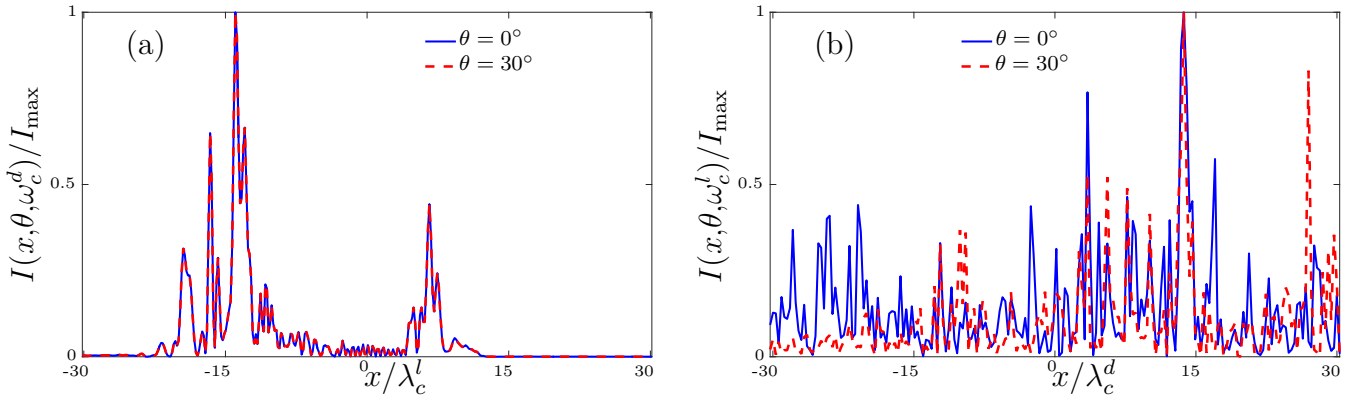 (a)
θ = 0°
θ = 30°
I(x,θ,ω_c^d)/I_max
1
0.5
0
-30
-15
0
15
30
x/λ_c^l
(b)
θ = 0°
θ = 30°
I(x,θ,ω_c^l)/I_max
1
0.5
0
-30
-15
0
15
30
x/λ_c^d